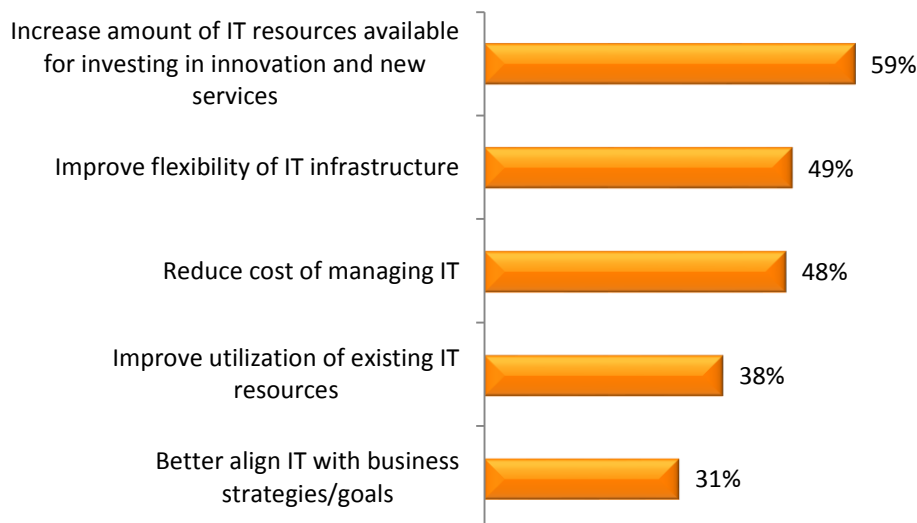 Increase amount of IT resources available
for investing in innovation and new
services
59%
Improve flexibility of IT infrastructure
49%
Reduce cost of managing IT
48%
Improve utilization of existing IT
resources
38%
Better align IT with business
strategies/goals
31%